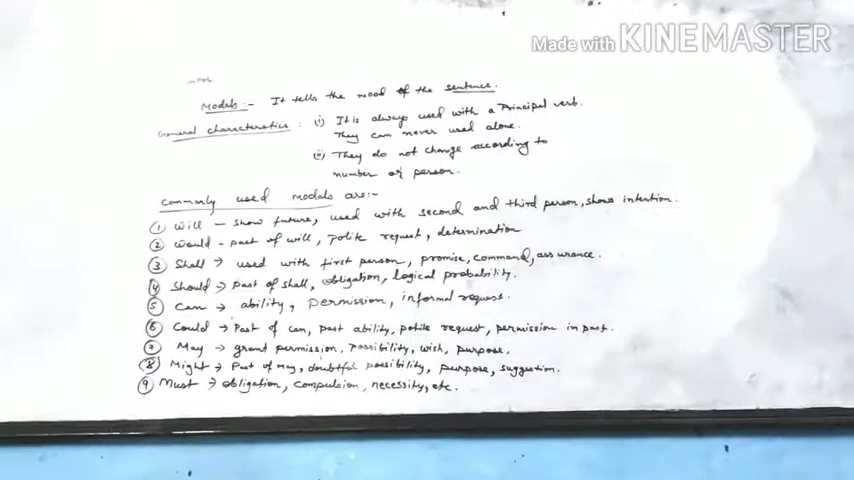 Made with KINEMASTER
Modals :- It tells the mood of the sentence.
General characteristics : (i) It is always used with a Principal verb.
They can never used alone.
(ii) They do not change according to
number or person.
Commonly used modals are:-
① Will – show future, used with second and third person, shows intention.
② Would – past of will, polite request, determination
③ Shall → used with first person, promise, command, assurance.
④ Should → past of shall, obligation, logical probability.
⑤ Can → ability, permission, informal request.
⑥ Could → Past of can, past ability, polite request, permission in past.
⑦ May → grant permission, possibility, wish, purpose.
⑧ Might → Past of may, doubtful possibility, purpose, suggestion.
⑨ Must → obligation, compulsion, necessity, etc.